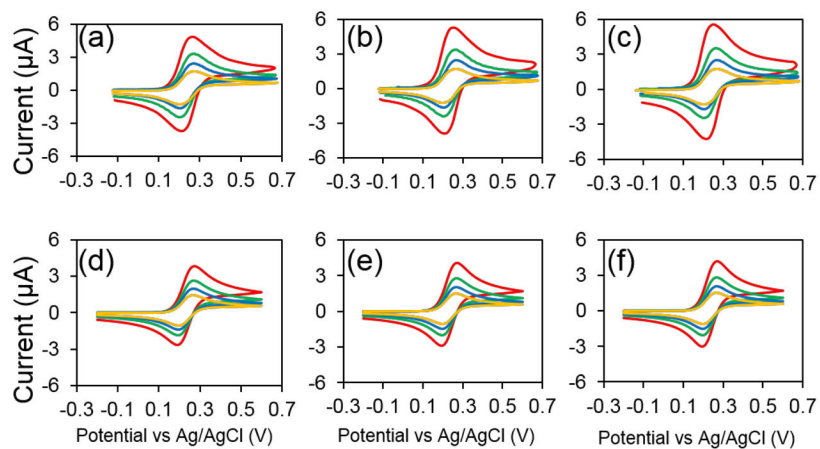 6 6 6
(a) (b) (c)
3 3 3
0 0 0
-3 -3 -3
-6 -6 -6
-0.3 -0.1 0.1 0.3 0.5 0.7 -0.3 -0.1 0.1 0.3 0.5 0.7 -0.3 -0.1 0.1 0.3 0.5 0.7
Current (µA)
6 6 6
(d) (e) (f)
3 3 3
0 0 0
-3 -3 -3
-6 -6 -6
-0.3 -0.1 0.1 0.3 0.5 0.7 -0.3 -0.1 0.1 0.3 0.5 0.7 -0.3 -0.1 0.1 0.3 0.5 0.7
Current (µA)
Potential vs Ag/AgCl (V) Potential vs Ag/AgCl (V) Potential vs Ag/AgCl (V)